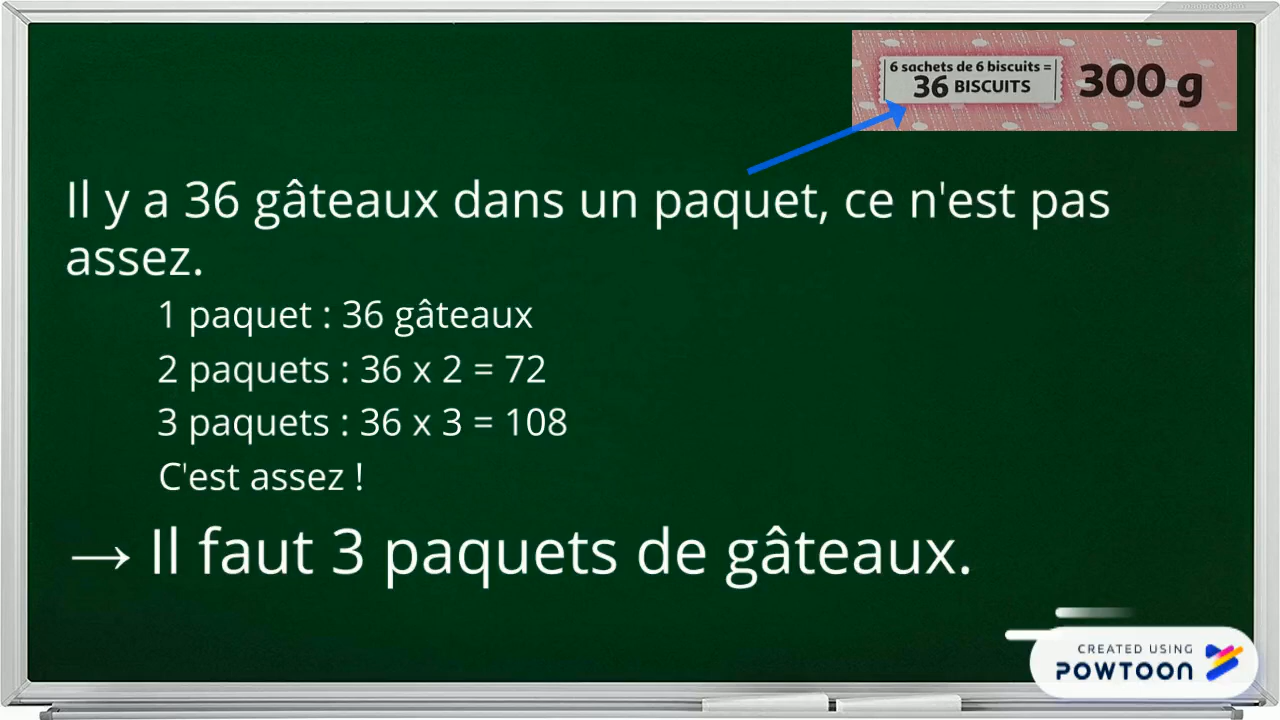 6 sachets de 6 biscuits =
36 BISCUITS
300 g
Il y a 36 gâteaux dans un paquet, ce n'est pas
assez.
1 paquet : 36 gâteaux
2 paquets : 36 x 2 = 72
3 paquets : 36 x 3 = 108
C'est assez !
→ Il faut 3 paquets de gâteaux.
CREATED USING
POWTOON